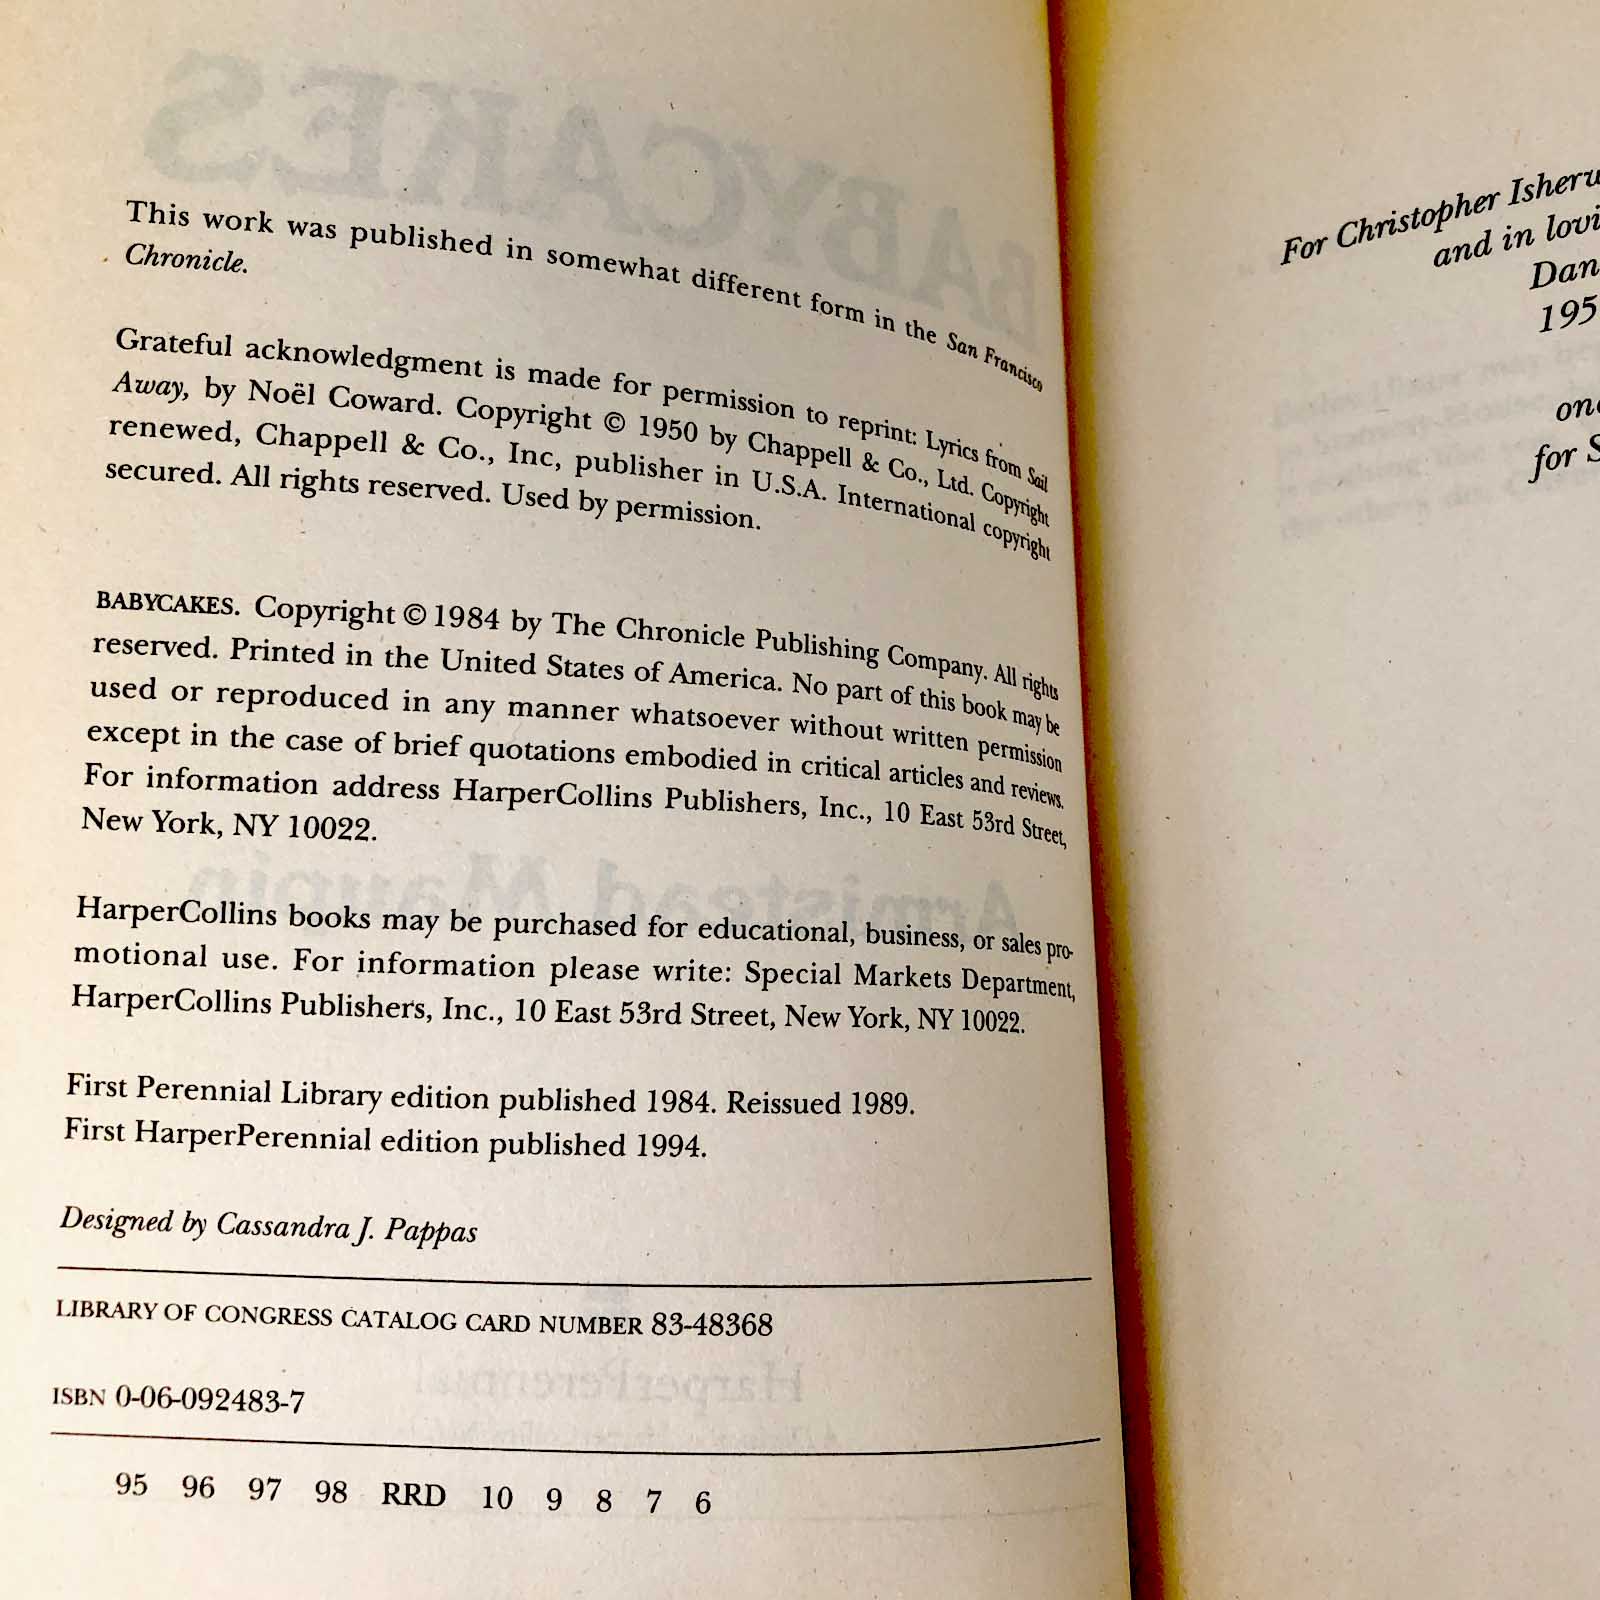 This work was published in somewhat different form in the San Francisco
Chronicle.
Grateful acknowledgment is made for permission to reprint: Lyrics from Sail
Away, by Noël Coward. Copyright © 1950 by Chappell & Co., Ltd. Copyright
renewed, Chappell & Co., Inc, publisher in U.S.A. International copyright
secured. All rights reserved. Used by permission.
BABYCAKES. Copyright © 1984 by The Chronicle Publishing Company. All rights
reserved. Printed in the United States of America. No part of this book may be
used or reproduced in any manner whatsoever without written permission
except in the case of brief quotations embodied in critical articles and reviews.
For information address HarperCollins Publishers, Inc., 10 East 53rd Street,
New York, NY 10022.
HarperCollins books may be purchased for educational, business, or sales pro-
motional use. For information please write: Special Markets Department,
HarperCollins Publishers, Inc., 10 East 53rd Street, New York, NY 10022.
First Perennial Library edition published 1984. Reissued 1989.
First HarperPerennial edition published 1994.
Designed by Cassandra J. Pappas
LIBRARY OF CONGRESS CATALOG CARD NUMBER 83-48368
ISBN 0-06-092483-7
95 96 97 98 RRD 10 9 8 7 6
For Christopher Isheru
and in lovi
Dan
195
one
for S